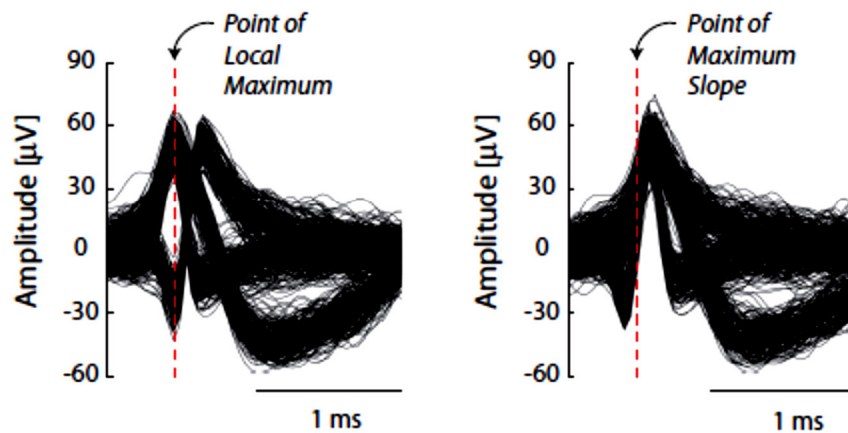 Point of
Local
Maximum
90
60
30
0
-30
-60
Amplitude [µV]
1 ms
Point of
Maximum
Slope
90
60
30
0
-30
-60
Amplitude [µV]
1 ms